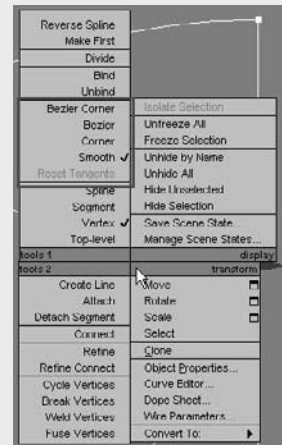 Reverse Spline
Make First
Divide
Bind
Unbind
Bezier Corner
Bezier
Corner
Smooth ✓
Reset Tangents
Spline
Segment
Vertex ✓
Top-level
tools 1
Isolate Selection
Unfreeze All
Freeze Selection
Unhide by Name
Unhide All
Hide Unselected
Hide Selection
Save Scene State...
Manage Scene States...
display
tools 2
Create Line
Attach
Detach Segment
Connect
Refine
Refine Connect
Cycle Vertices
Break Vertices
Weld Vertices
Fuse Vertices
transform
Move
Rotate
Scale
Select
Clone
Object Properties...
Curve Editor...
Dope Sheet...
Wire Parameters...
Convert To: